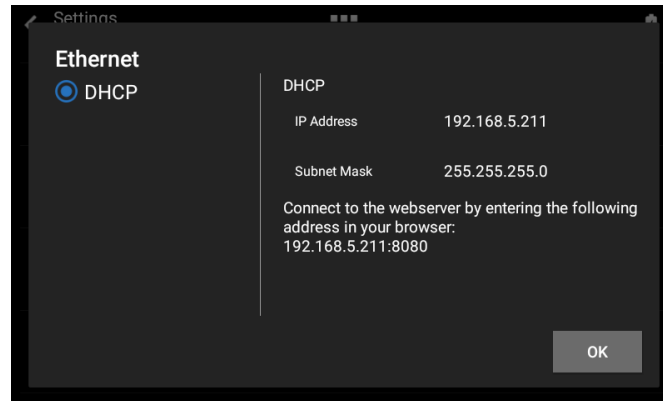 Settings
Ethernet
DHCP
DHCP
IP Address 192.168.5.211
Subnet Mask 255.255.255.0
Connect to the webserver by entering the following
address in your browser:
192.168.5.211:8080
OK